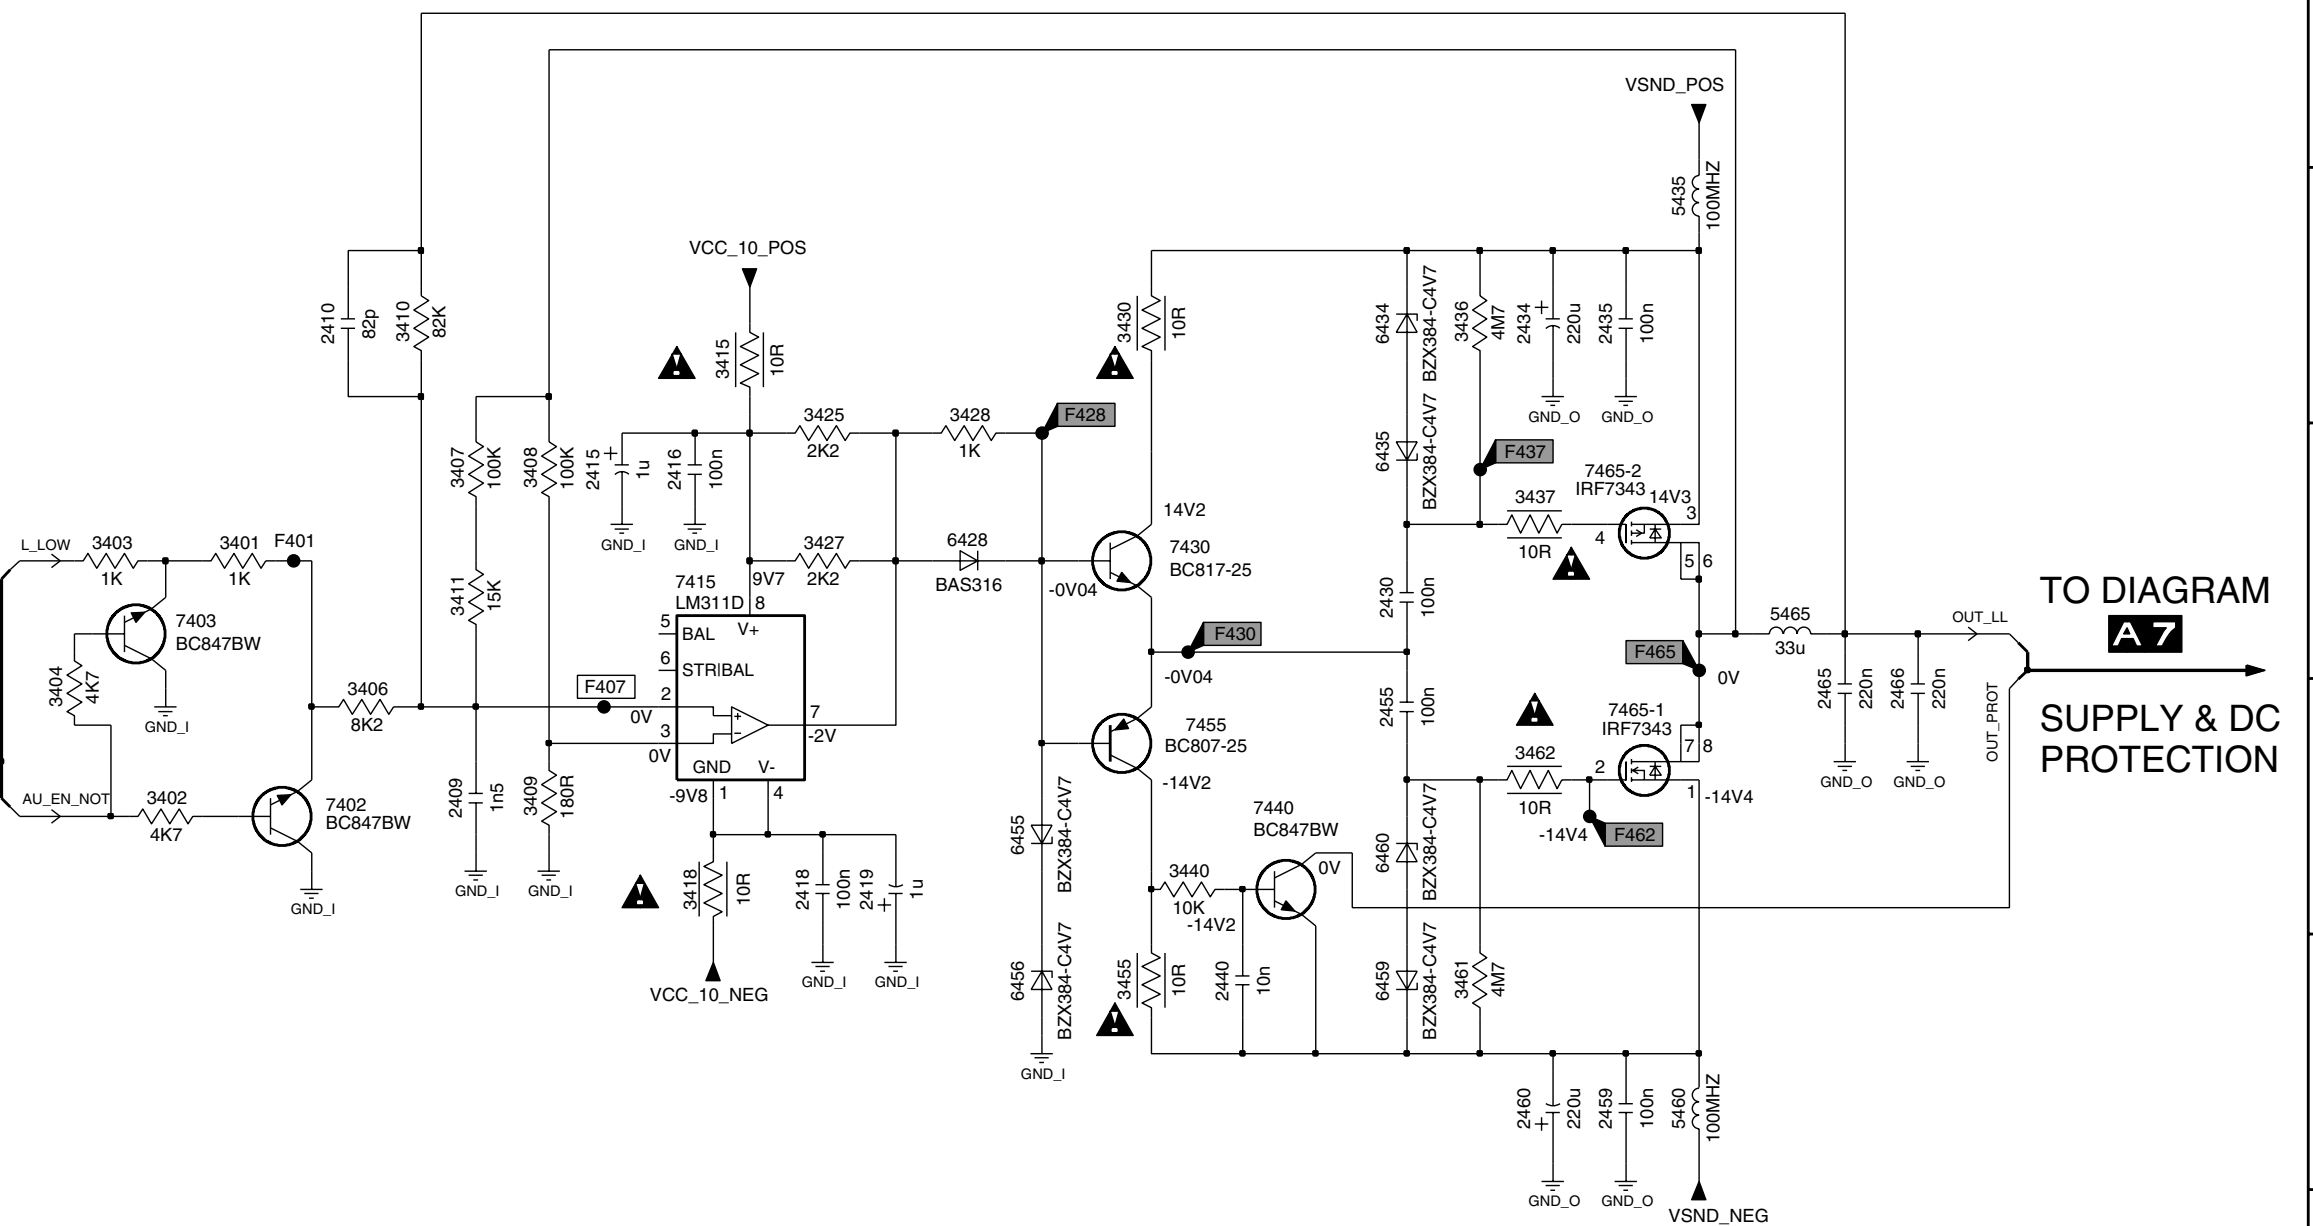 VSND_POS
5435
100MHZ
VCC_10_POS
2410
82p
3410
82K
3415
10R
3430
10R
6434
BZX384-C4V7
3436
4M7
2434
220u
2435
100n
GND_O
GND_O
3407
100K
3408
100K
2415
1u
2416
100n
3425
2K2
3428
1K
F428
6435
BZX384-C4V7
F437
GND_I
GND_I
14V2
7430
BC817-25
3437
10R
7465-2
IRF7343
14V3
3
4
5
6
L_LOW
3403
1K
3401
1K
F401
3411
15K
9V7
3427
2K2
6428
BAS316
-0V04
7415
LM311D
8
5
BAL
V+
6
STR|BAL
7403
BC847BW
3404
4K7
GND_I
2430
100n
F430
-0V04
F465
0V
5465
33u
OUT_LL
TO DIAGRAM
A 7
3406
8K2
F407
0V
2
3
0V
+
-
7
-2V
GND
V-
-9V8
1
4
7455
BC807-25
-14V2
2455
100n
7465-1
IRF7343
3462
10R
2
7
8
1
-14V4
-14V4
F462
2465
220n
2466
220n
GND_O
GND_O
OUT_PROT
SUPPLY & DC
PROTECTION
AU_EN_NOT
3402
4K7
7402
BC847BW
GND_I
2409
1n5
3409
180R
GND_I
GND_I
3418
10R
2418
100n
2419
1u
VCC_10_NEG
GND_I
GND_I
6455
BZX384-C4V7
6456
BZX384-C4V7
GND_I
7440
BC847BW
0V
3440
10K
-14V2
3455
10R
2440
10n
6460
BZX384-C4V7
6459
BZX384-C4V7
3461
4M7
2460
220u
2459
100n
5460
100MHZ
GND_O
GND_O
VSND_NEG